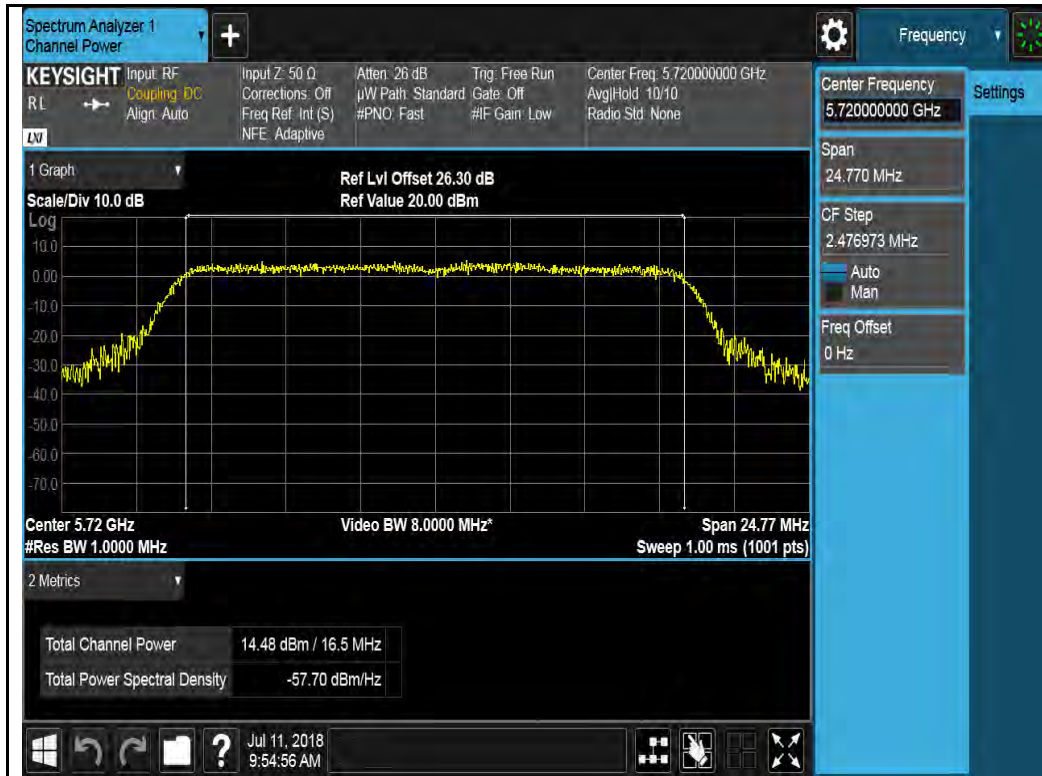 Spectrum Analyzer 1
Channel Power
Frequency
KEYSIGHT
RL
LXI
Input: RF
Coupling: DC
Align: Auto
Input Z: 50 Ω
Corrections: Off
Freq Ref: Int (S)
NFE: Adaptive
Atten: 26 dB
µW Path: Standard
#PNO: Fast
Trig: Free Run
Gate: Off
#IF Gain: Low
Center Freq: 5.720000000 GHz
Avg|Hold: 10/10
Radio Std: None
Center Frequency
5.720000000 GHz
Settings
Span
24.770 MHz
CF Step
2.476973 MHz
Auto
Man
Freq Offset
0 Hz
1 Graph
Scale/Div 10.0 dB
Ref Lvl Offset 26.30 dB
Ref Value 20.00 dBm
Log
10.0
0.00
-10.0
-20.0
-30.0
-40.0
-50.0
-60.0
-70.0
Center 5.72 GHz
Video BW 8.0000 MHz*
Span 24.77 MHz
#Res BW 1.0000 MHz
Sweep 1.00 ms (1001 pts)
2 Metrics
Total Channel Power 14.48 dBm / 16.5 MHz
Total Power Spectral Density -57.70 dBm/Hz
Jul 11, 2018
9:54:56 AM